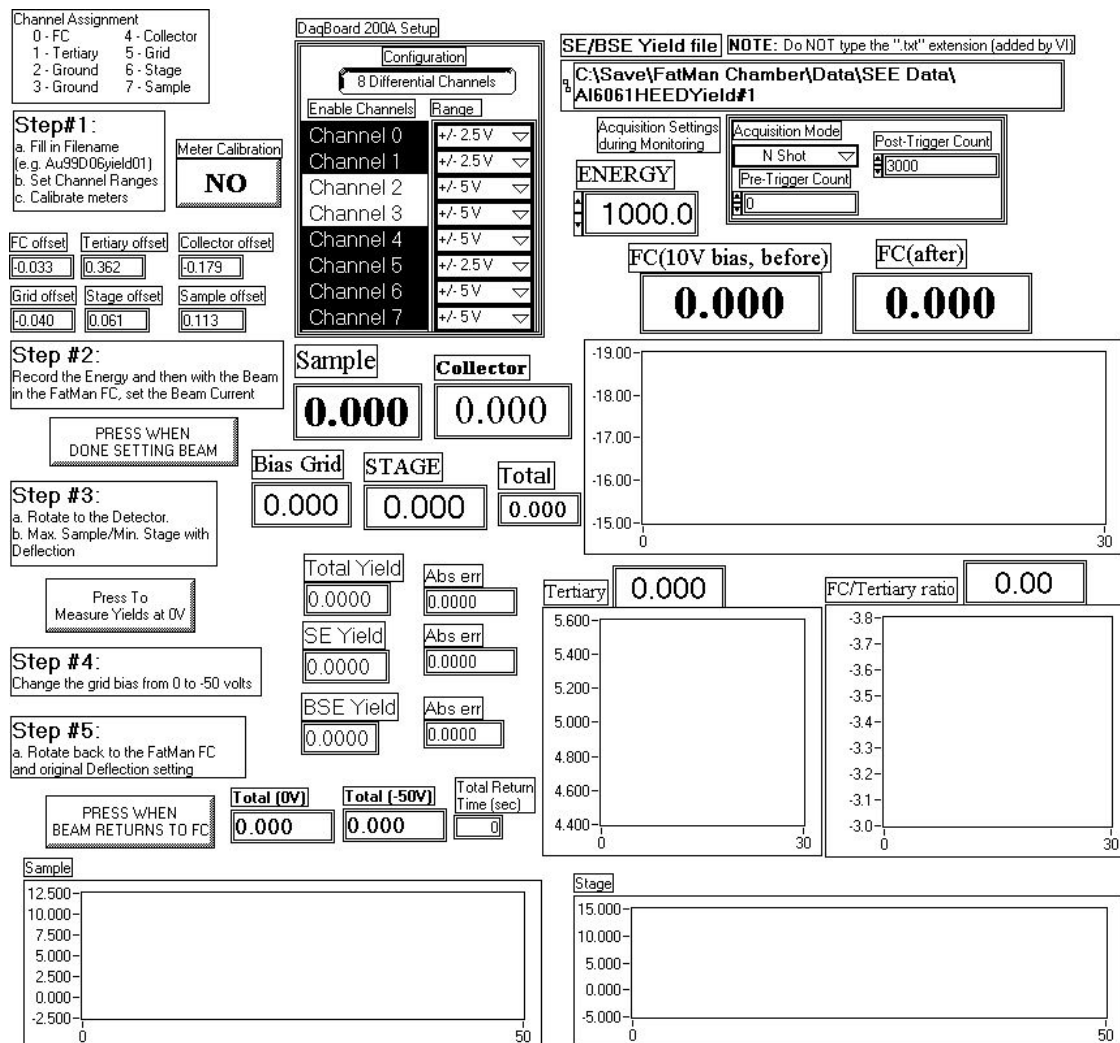 Channel Assignment
0 - FC 4 - Collector
1 - Tertiary 5 - Grid
2 - Ground 6 - Stage
3 - Ground 7 - Sample
Step#1:
a. Fill in Filename
(e.g. Au99D06yield01)
b. Set Channel Ranges
c. Calibrate meters
Meter Calibration
NO
FC offset Tertiary offset Collector offset
-0.033 0.362 -0.179
Grid offset Stage offset Sample offset
-0.040 0.061 0.113
DaqBoard 200A Setup
Configuration
8 Differential Channels
Enable Channels Range
Channel 0 +/- 2.5 V
Channel 1 +/- 2.5 V
Channel 2 +/- 5 V
Channel 3 +/- 5 V
Channel 4 +/- 5 V
Channel 5 +/- 2.5 V
Channel 6 +/- 5 V
Channel 7 +/- 5 V
SE/BSE Yield file NOTE: Do NOT type the ".txt" extension (added by VI)
C:\Save\FatMan Chamber\Data\SEE Data\
Al6061HEEDYield#1
Acquisition Settings
during Monitoring
ENERGY
1000.0
Acquisition Mode
N Shot
Pre-Trigger Count
0
Post-Trigger Count
3000
FC(10V bias, before) FC(after)
0.000 0.000
Step #2:
Record the Energy and then with the Beam
in the FatMan FC, set the Beam Current
PRESS WHEN
DONE SETTING BEAM
Sample Collector
0.000 0.000
Bias Grid STAGE Total
0.000 0.000 0.000
-19.00
-18.00
-17.00
-16.00
-15.00
0 30
Step #3:
a. Rotate to the Detector.
b. Max. Sample/Min. Stage with
Deflection
Press To
Measure Yields at 0V
Total Yield Abs err
0.0000 0.0000
SE Yield Abs err
0.0000 0.0000
BSE Yield Abs err
0.0000 0.0000
Step #4:
Change the grid bias from 0 to -50 volts
Step #5:
a. Rotate back to the FatMan FC
and original Deflection setting
PRESS WHEN
BEAM RETURNS TO FC
Total (0V) Total (-50V) Total Return
Time (sec)
0.000 0.000 0
Tertiary 0.000
5.600
5.400
5.200
5.000
4.800
4.600
4.400
0 30
FC/Tertiary ratio 0.00
-3.8
-3.7
-3.6
-3.5
-3.4
-3.3
-3.2
-3.1
-3.0
0 30
Sample
12.500
10.000
7.500
5.000
2.500
0.000
-2.500
0 50
Stage
15.000
10.000
5.000
0.000
-5.000
0 50